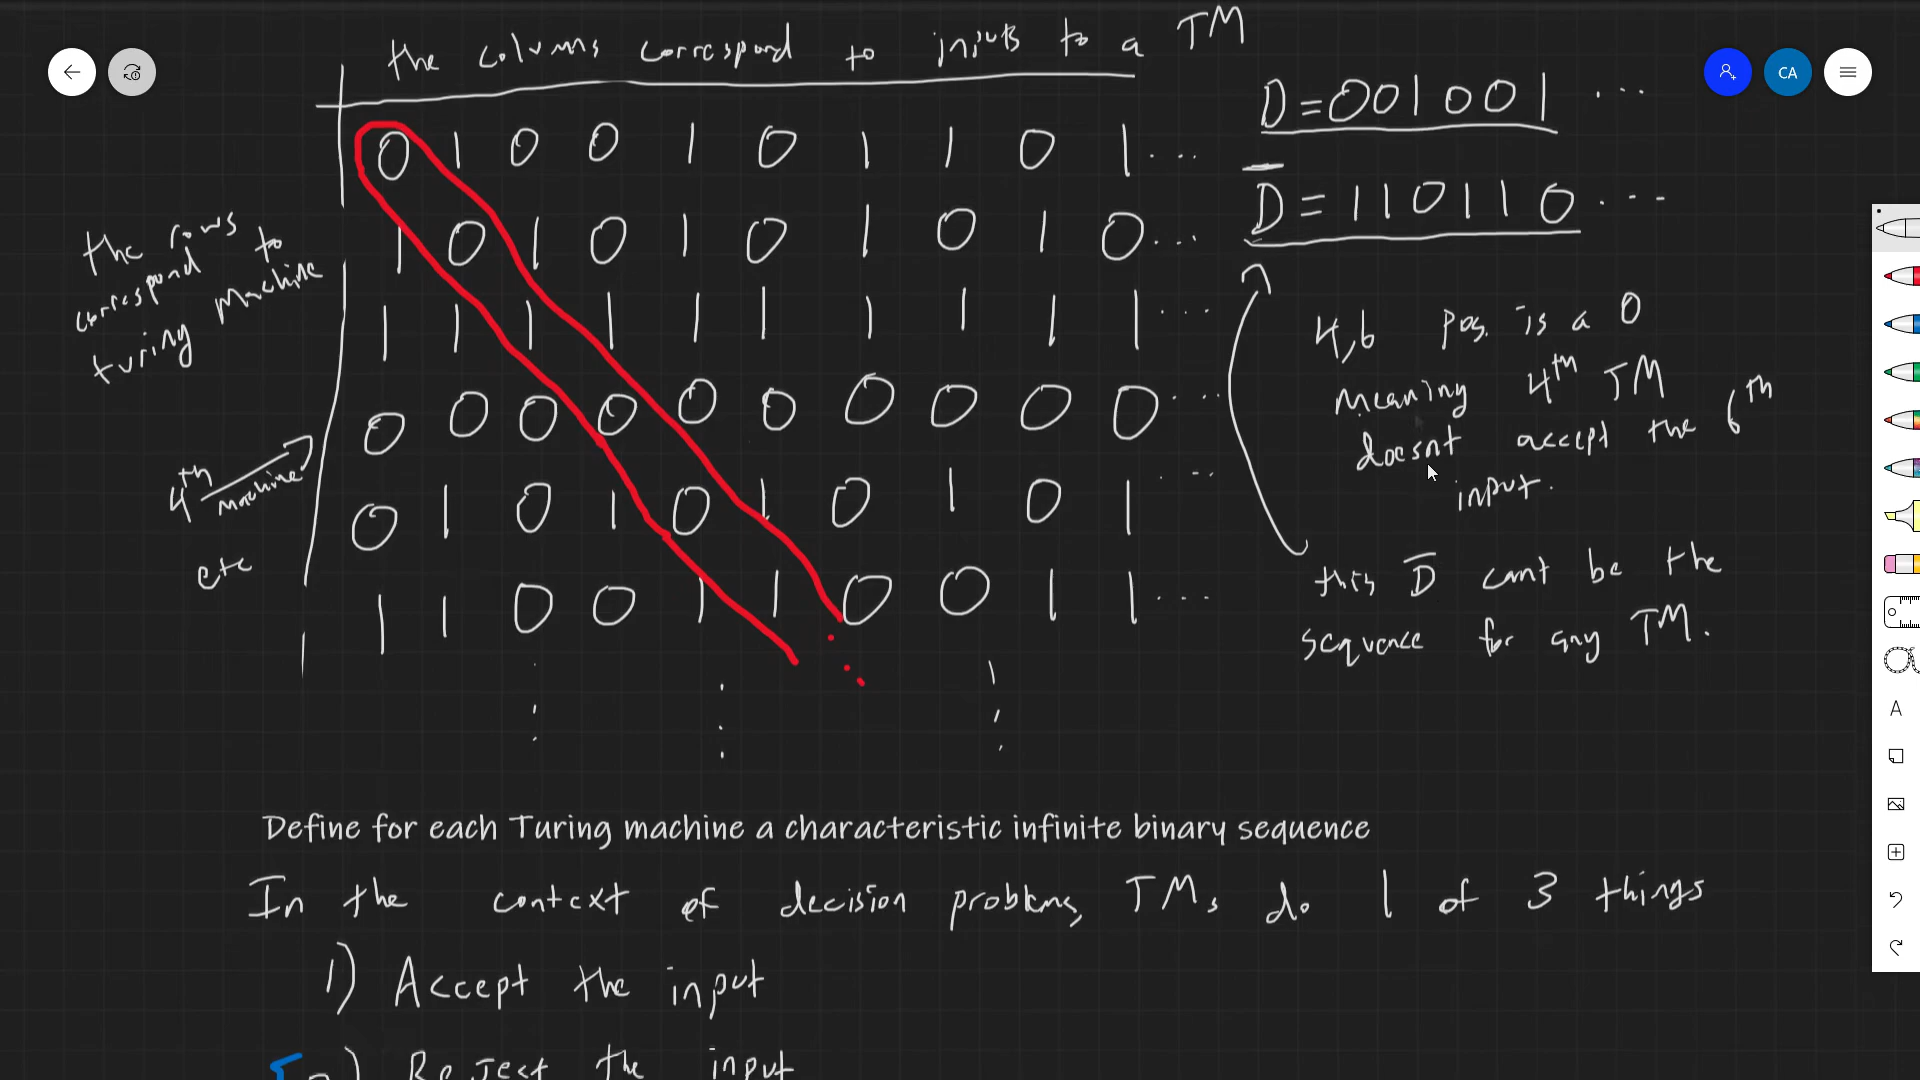 the columns correspond to inputs to a TM
CA
D = 001001 ...
0 1 0 0 1 0 1 1 0 1 ...
D̅ = 110110 ...
the rows
correspond to
turing machine
1 0 1 0 1 0 1 0 1 0 ...
1 1 1 1 1 1 1 1 1 1 ...
4,6 pos. is a 0
meaning 4th TM
doesnt accept the 6th
input.
0 0 0 0 0 0 0 0 0 0 ...
4th machine
0 1 0 1 0 1 0 1 0 1 ...
etc
1 1 0 0 1 1 0 0 1 1 ...
this D̅ cant be the
sequence for any TM.
A
Define for each Turing machine a characteristic infinite binary sequence
In the context of decision problems, TMs do 1 of 3 things
1) Accept the input
2) Reject the input